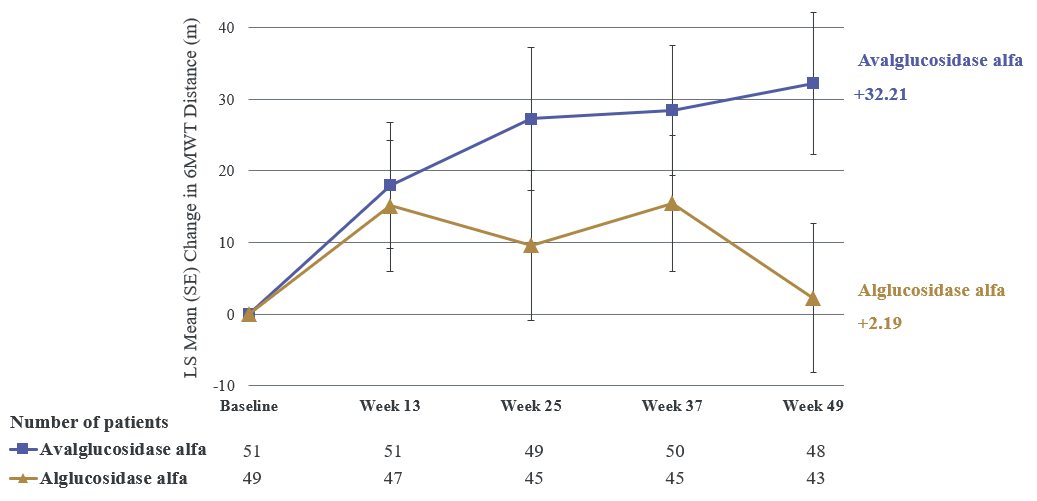 LS Mean (SE) Change in 6MWT Distance (m)
40
30
20
10
0
-10
Avalglucosidase alfa
+32.21
Alglucosidase alfa
+2.19
Baseline Week 13 Week 25 Week 37 Week 49
Number of patients
Avalglucosidase alfa 51 51 49 50 48
Alglucosidase alfa 49 47 45 45 43